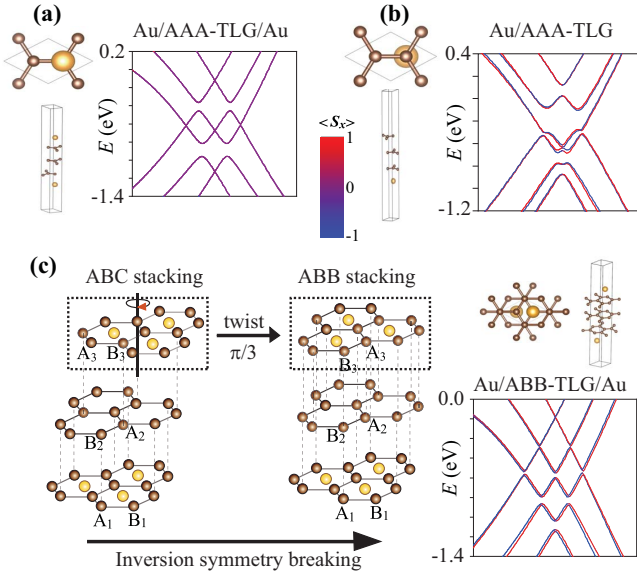 (a)
Au/AAA-TLG/Au
0.2
E (eV)
-1.4
<Sx>
1
0
-1
(b)
Au/AAA-TLG
0.4
E (eV)
-1.2
(c)
ABC stacking
A3 B3
B2 A2
A1 B1
twist
π/3
ABB stacking
B3 A3
B2 A2
A1 B1
Inversion symmetry breaking
Au/ABB-TLG/Au
0.0
E (eV)
-1.4